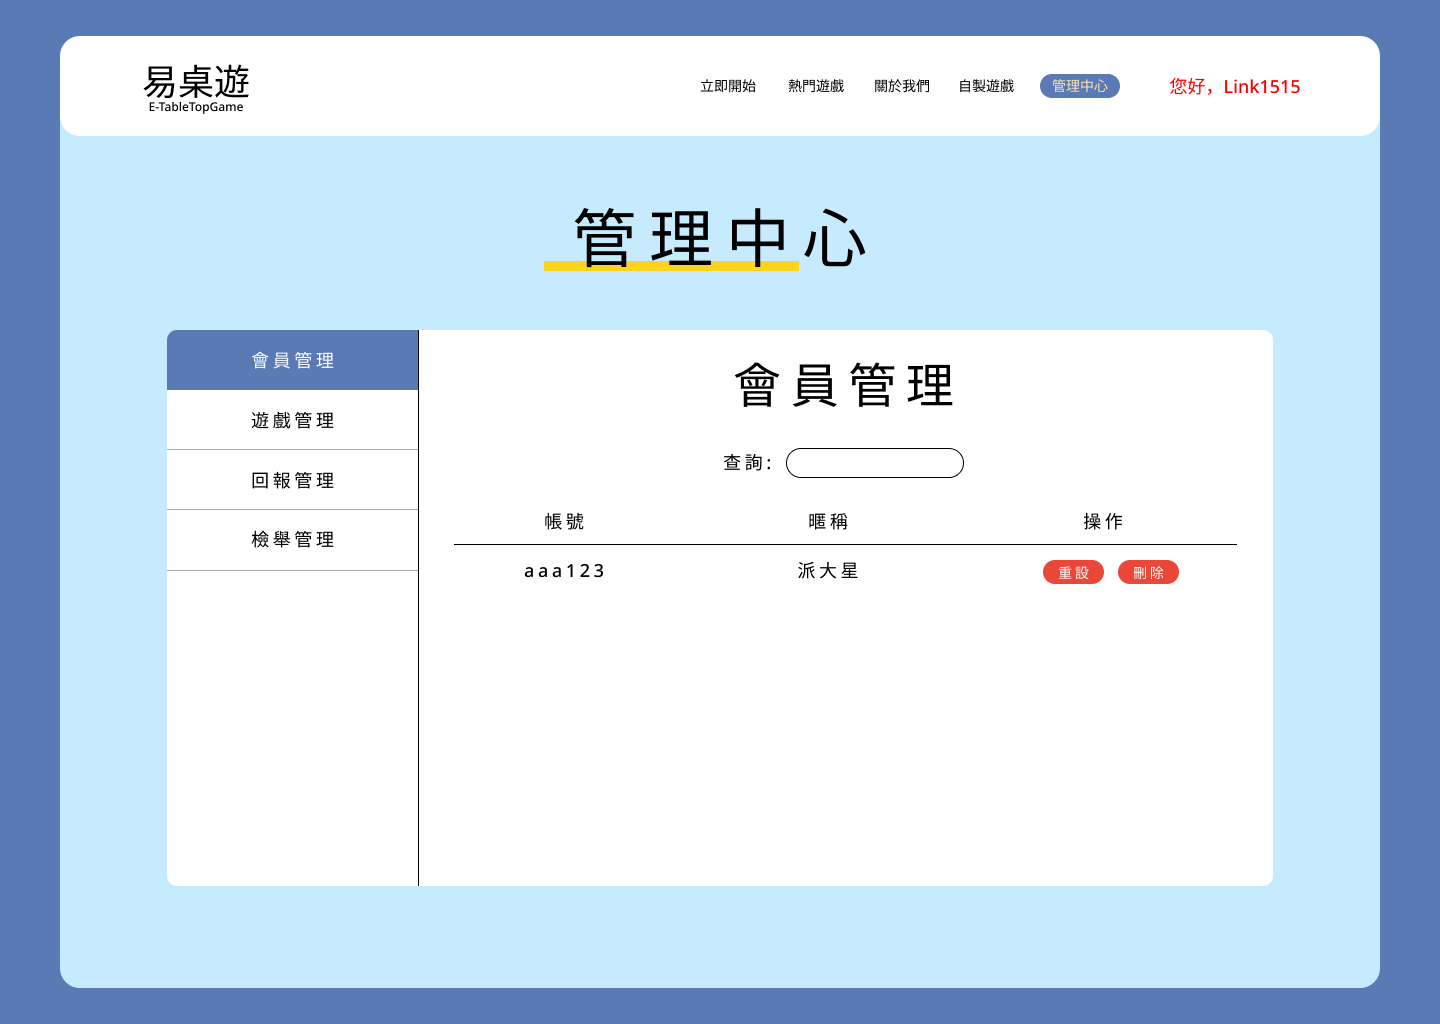 易桌遊
E-TableTopGame
立即開始 熱門遊戲 關於我們 自製遊戲 管理中心 您好，Link1515
管理中心
會員管理
遊戲管理
回報管理
檢舉管理
會員管理
查詢:
帳號 暱稱 操作
aaa123 派大星 重設 刪除